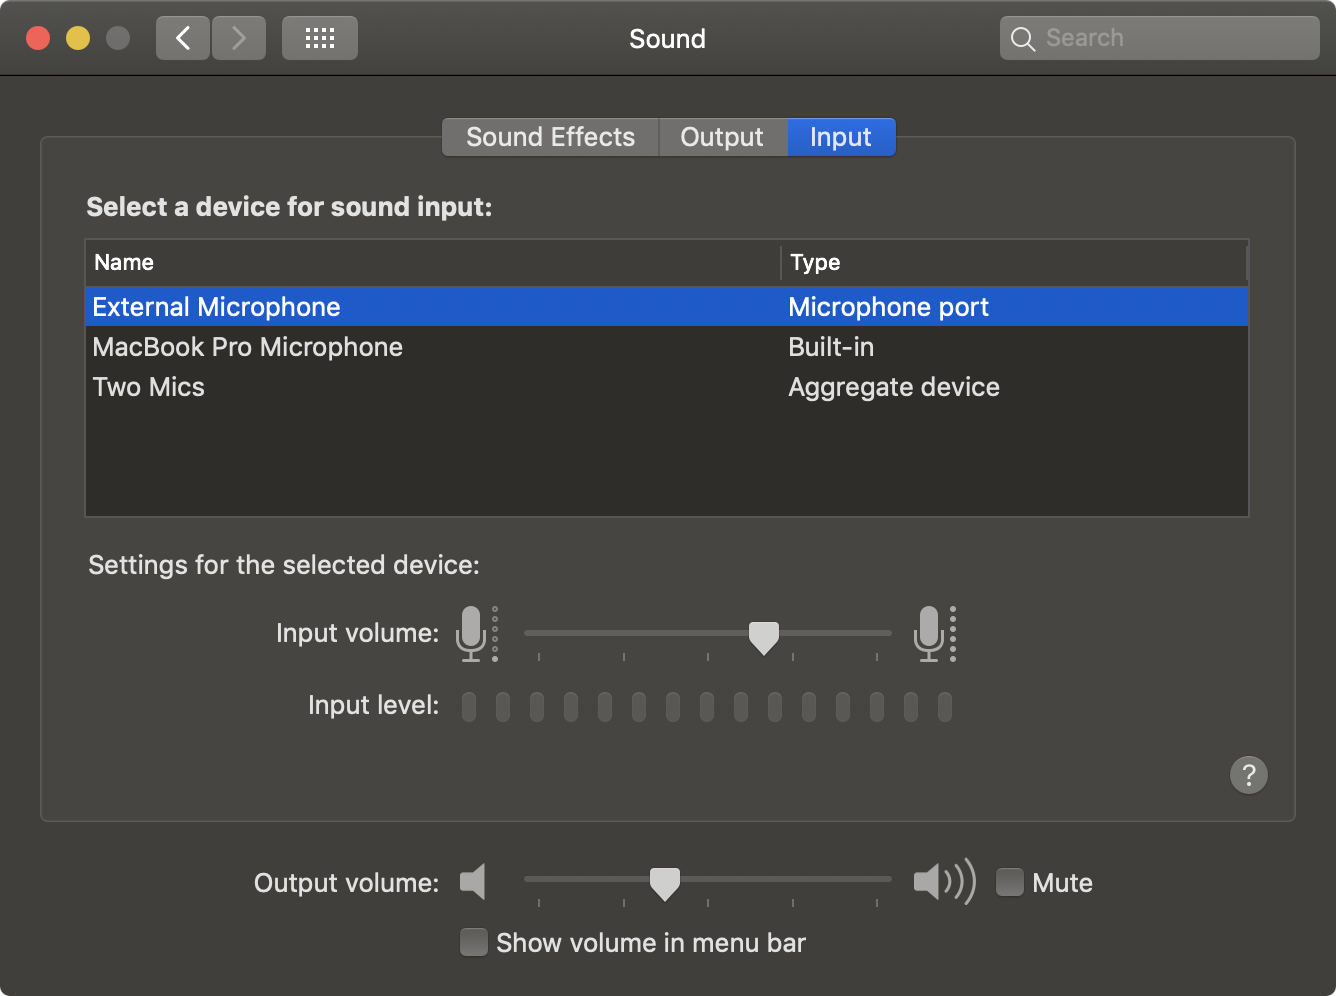 Sound
Search
Sound Effects Output Input
Select a device for sound input:
Name Type
External Microphone Microphone port
MacBook Pro Microphone Built-in
Two Mics Aggregate device
Settings for the selected device:
Input volume:
Input level:
?
Output volume: Mute
Show volume in menu bar